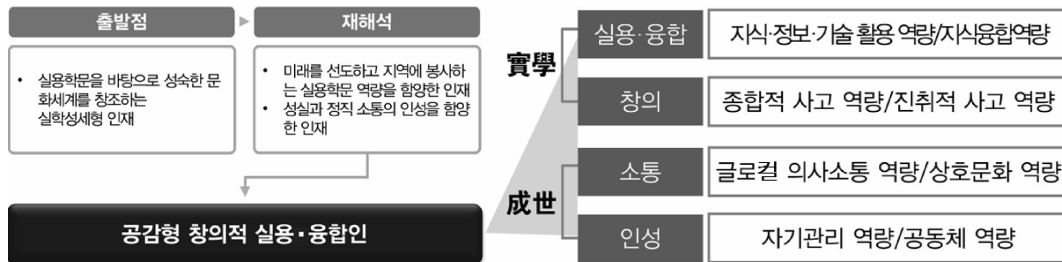 출발점
재해석
• 실용학문을 바탕으로 성숙한 문
화세계를 창조하는
실학성세형 인재
• 미래를 선도하고 지역에 봉사하
는 실용학문 역량을 함양한 인재
• 성실과 정직 소통의 인성을 함양
한 인재
공감형 창의적 실용·융합인
實學
실용·융합
지식·정보·기술 활용 역량/지식융합역량
창의
종합적 사고 역량/진취적 사고 역량
成世
소통
글로컬 의사소통 역량/상호문화 역량
인성
자기관리 역량/공동체 역량